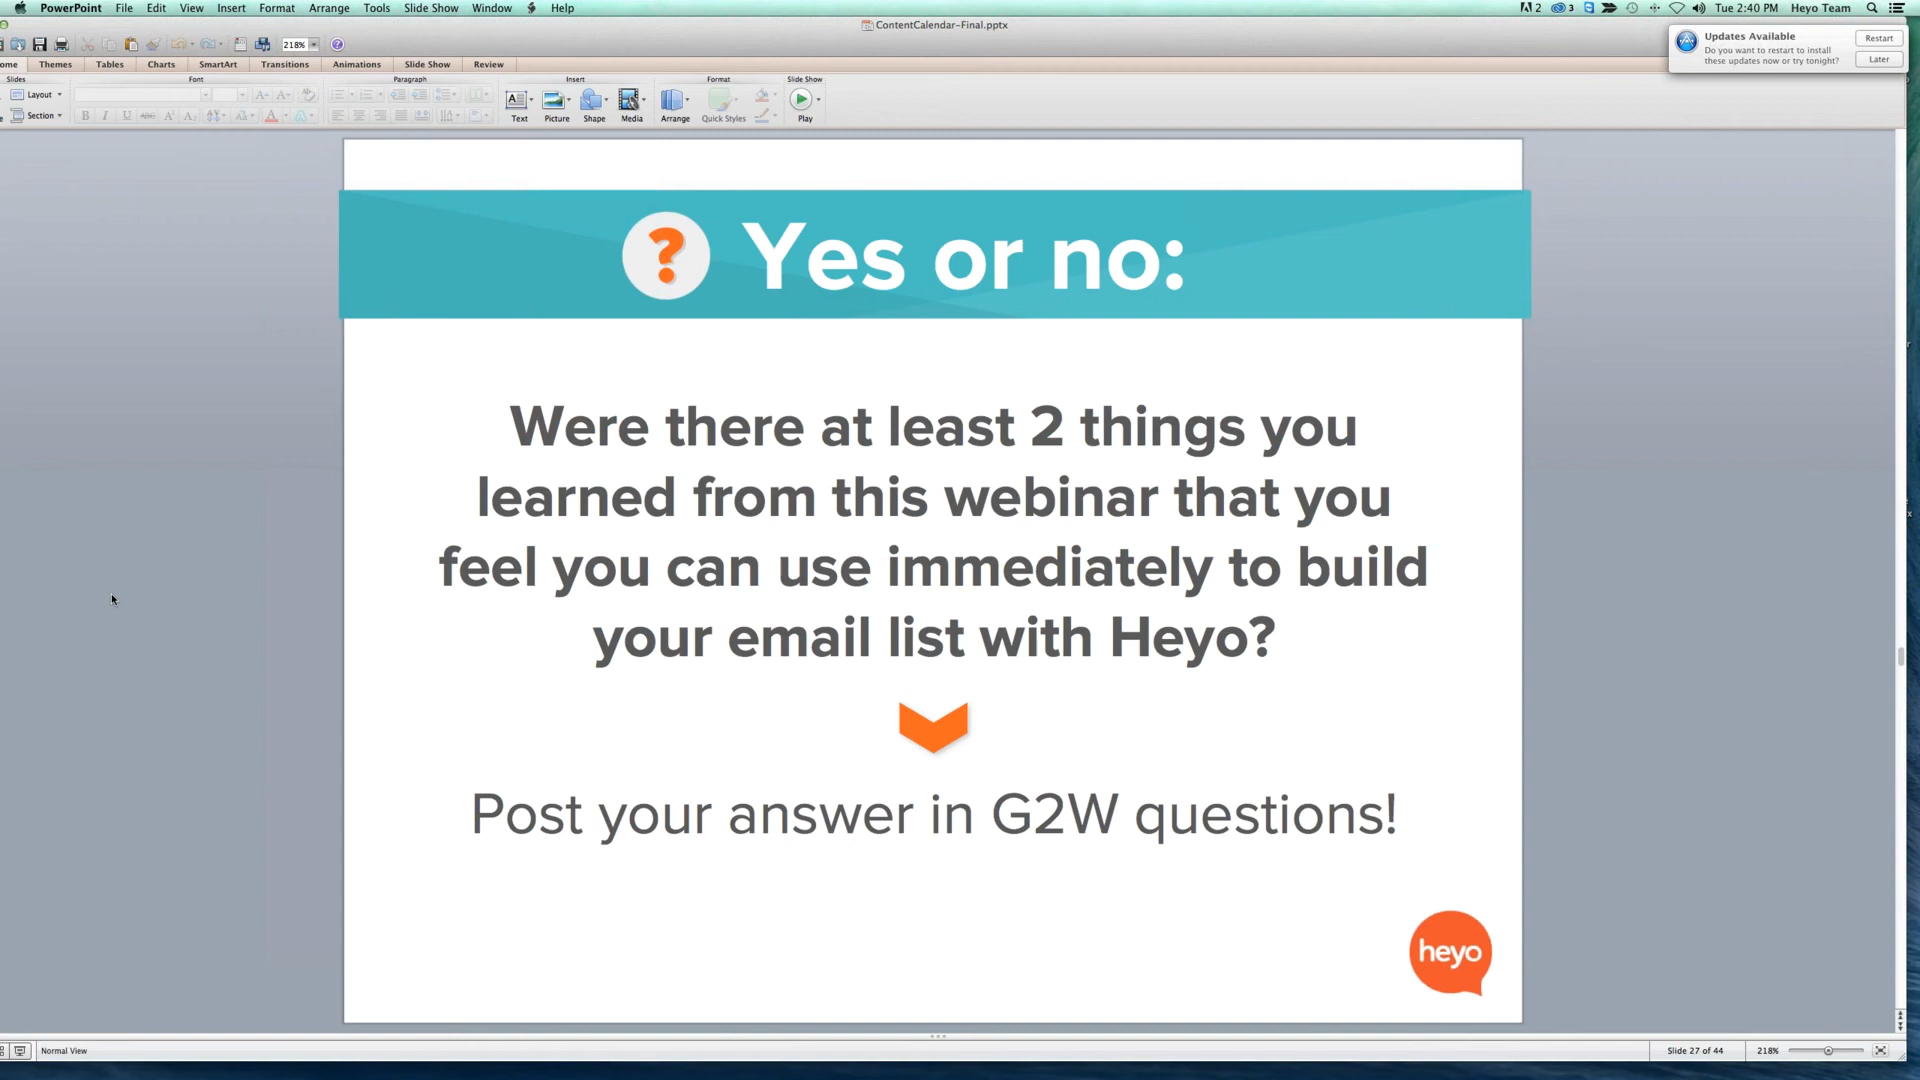 PowerPoint File Edit View Insert Format Arrange Tools Slide Show Window Help
2 3 Tue 2:40 PM Heyo Team
ContentCalendar-Final.pptx
Updates Available
Do you want to restart to install
these updates now or try tonight?
Restart
Later
218%
ome Themes Tables Charts SmartArt Transitions Animations Slide Show Review
Slides Font Paragraph Insert Format Slide Show
Layout
Section
Text Picture Shape Media Arrange Quick Styles Play
? Yes or no:
Were there at least 2 things you
learned from this webinar that you
feel you can use immediately to build
your email list with Heyo?
Post your answer in G2W questions!
heyo
Normal View Slide 27 of 44 218%